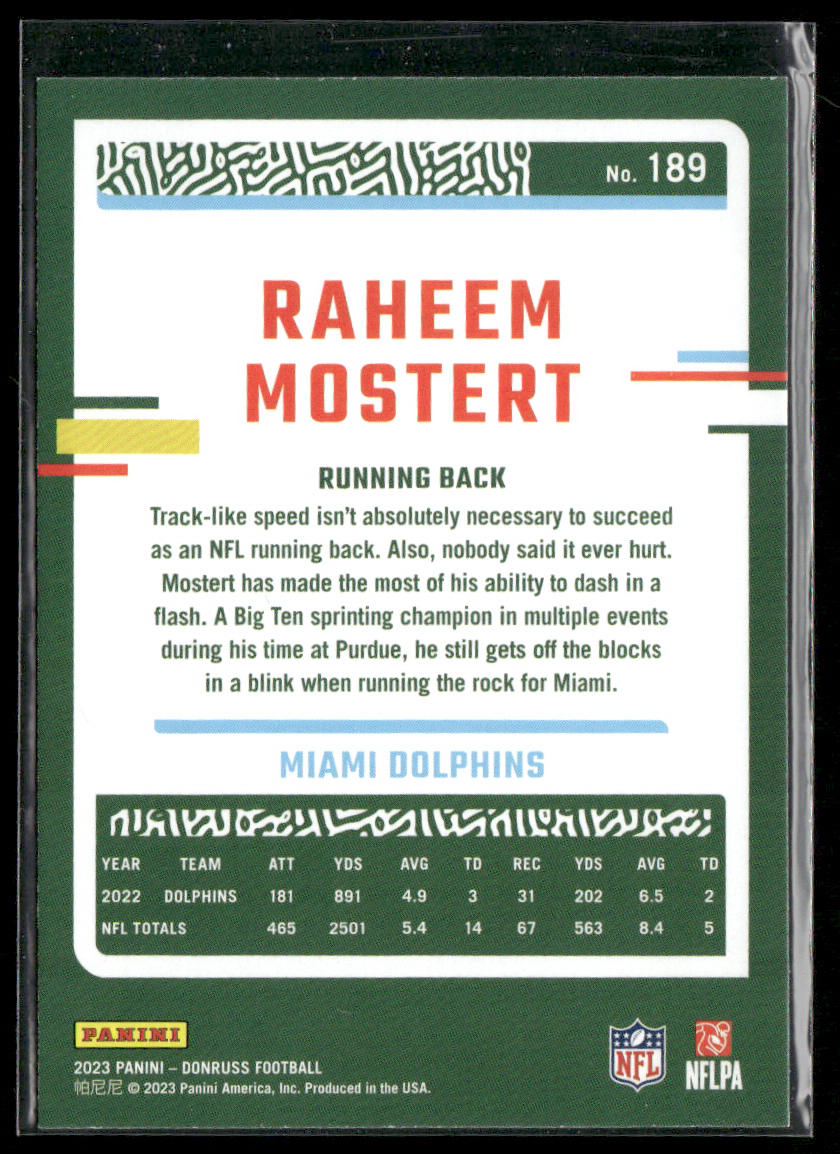 No. 189
RAHEEM
MOSTERT
RUNNING BACK
Track-like speed isn't absolutely necessary to succeed
as an NFL running back. Also, nobody said it ever hurt.
Mostert has made the most of his ability to dash in a
flash. A Big Ten sprinting champion in multiple events
during his time at Purdue, he still gets off the blocks
in a blink when running the rock for Miami.
MIAMI DOLPHINS
YEAR TEAM ATT YDS AVG TD REC YDS AVG TD
2022 DOLPHINS 181 891 4.9 3 31 202 6.5 2
NFL TOTALS 465 2501 5.4 14 67 563 8.4 5
PANINI
2023 PANINI – DONRUSS FOOTBALL
帕尼尼 © 2023 Panini America, Inc. Produced in the USA.
NFL
NFLPA